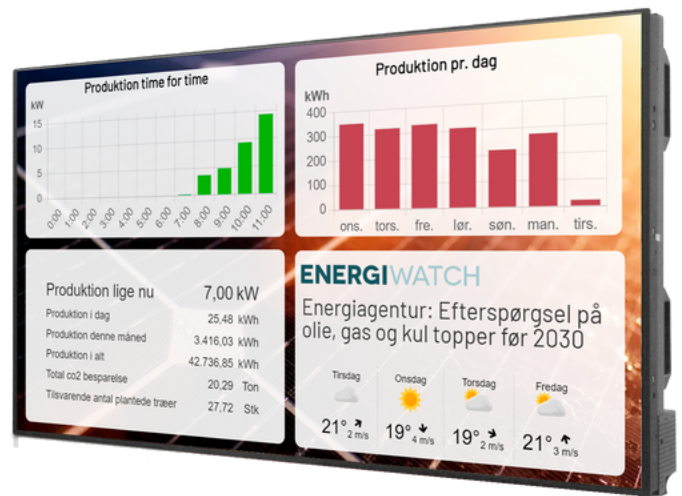 Produktion time for time
kW
15
10
5
0
0:00 1:00 2:00 3:00 4:00 5:00 6:00 7:00 8:00 9:00 10:00 11:00
Produktion pr. dag
kWh
400
300
200
100
0
ons. tors. fre. lør. søn. man. tirs.
Produktion lige nu 7,00 kW
Produktion i dag 25,48 kWh
Produktion denne måned 3.416,03 kWh
Produktion i alt 42.736,85 kWh
Total co2 besparelse 20,29 Ton
Tilsvarende antal plantede træer 27,72 Stk
ENERGIWATCH
Energiagentur: Efterspørgsel på
olie, gas og kul topper før 2030
Tirsdag Onsdag Torsdag Fredag
21° 2 m/s 19° 4 m/s 19° 2 m/s 21° 3 m/s